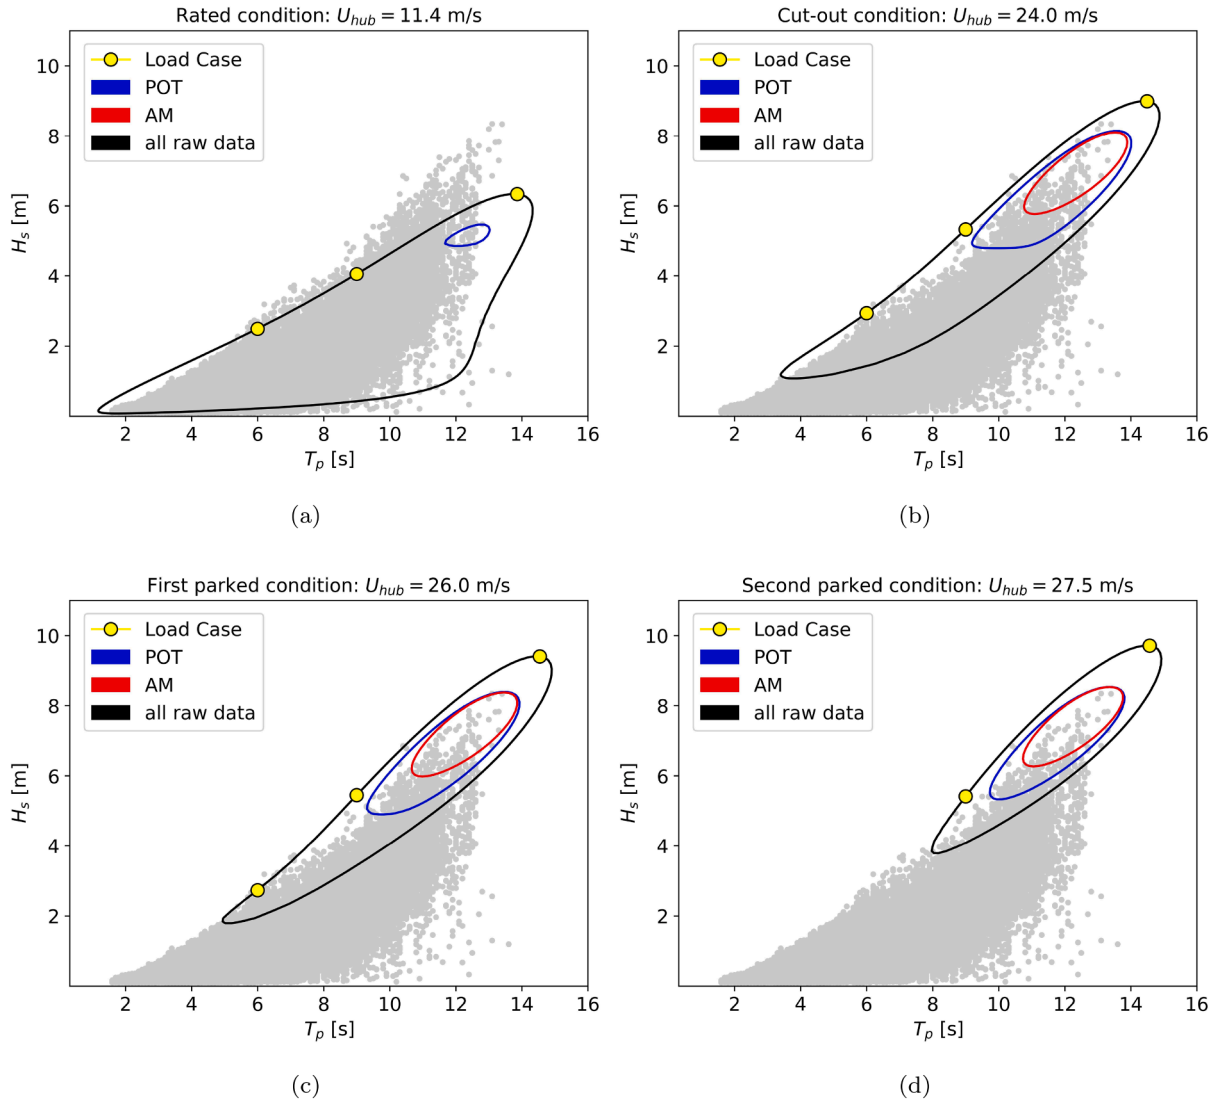 Rated condition: U_hub = 11.4 m/s
Load Case
POT
AM
all raw data
10
8
6
4
2
H_s [m]
2 4 6 8 10 12 14 16
T_p [s]
(a)
Cut-out condition: U_hub = 24.0 m/s
Load Case
POT
AM
all raw data
10
8
6
4
2
H_s [m]
2 4 6 8 10 12 14 16
T_p [s]
(b)
First parked condition: U_hub = 26.0 m/s
Load Case
POT
AM
all raw data
10
8
6
4
2
H_s [m]
2 4 6 8 10 12 14 16
T_p [s]
(c)
Second parked condition: U_hub = 27.5 m/s
Load Case
POT
AM
all raw data
10
8
6
4
2
H_s [m]
2 4 6 8 10 12 14 16
T_p [s]
(d)